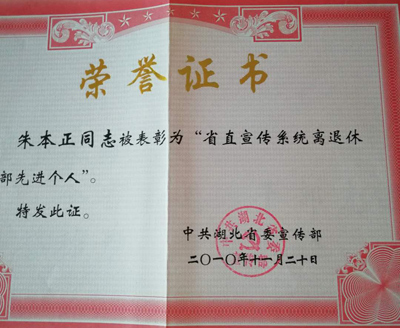 荣誉证书
朱本正同志被表彰为“省直宣传系统离退休
部先进个人”。
特发此证。
中共湖北省委宣传部
二〇一〇年十一月二十日